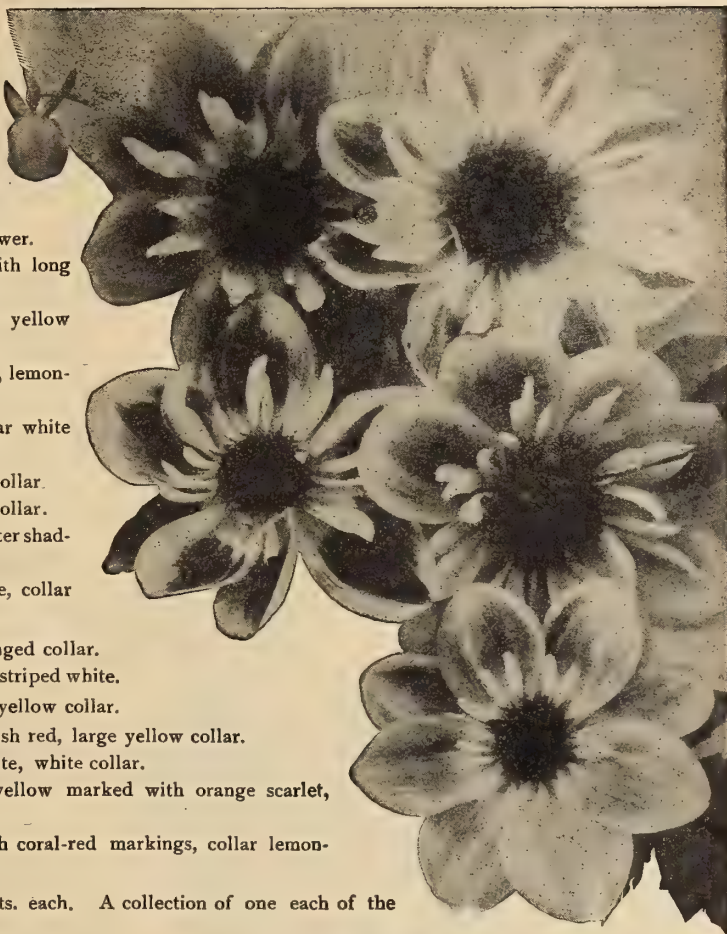 wer.
ith long
yellow
, lemon-
ar white
ollar.
ollar.
ter shad-
e, collar
ged collar.
striped white.
yellow collar.
sh red, large yellow collar.
te, white collar.
yellow marked with orange scarlet,
h coral-red markings, collar lemon-
ts. each. A collection of one each of the